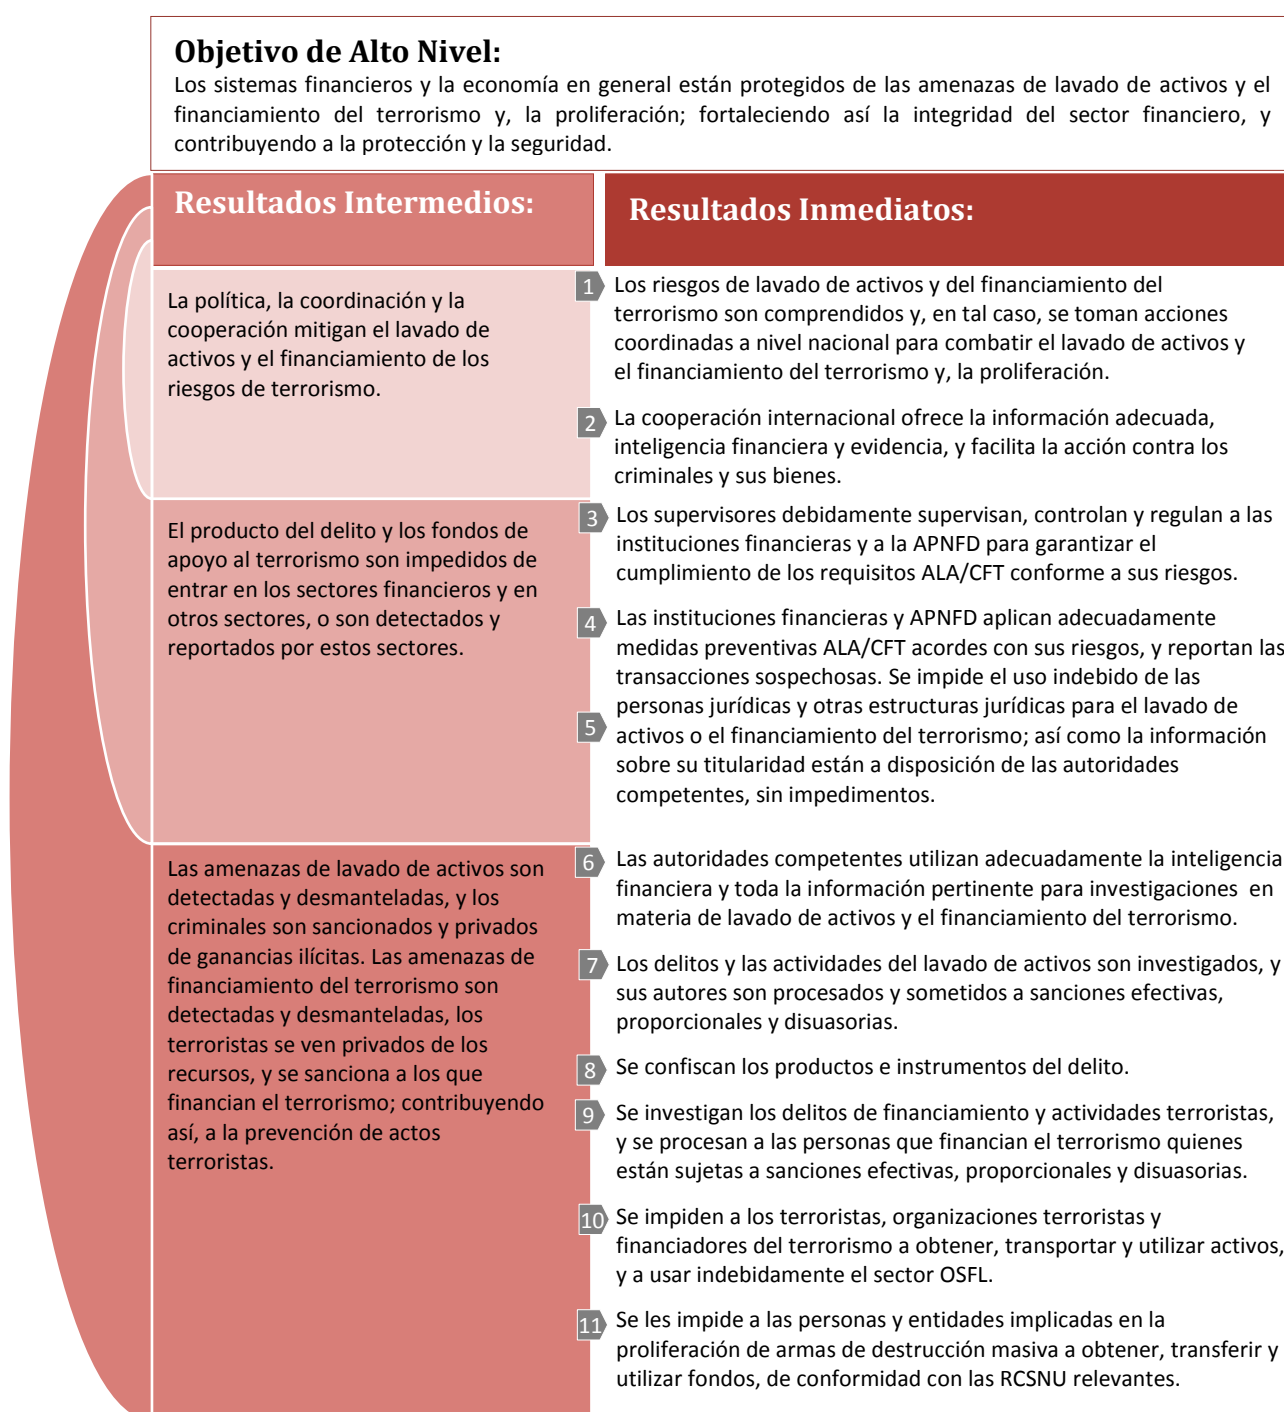 Objetivo de Alto Nivel:
Los sistemas financieros y la economía en general están protegidos de las amenazas de lavado de activos y el
financiamiento del terrorismo y, la proliferación; fortaleciendo así la integridad del sector financiero, y
contribuyendo a la protección y la seguridad.
Resultados Intermedios:
La política, la coordinación y la
cooperación mitigan el lavado de
activos y el financiamiento de los
riesgos de terrorismo.
El producto del delito y los fondos de
apoyo al terrorismo son impedidos de
entrar en los sectores financieros y en
otros sectores, o son detectados y
reportados por estos sectores.
Las amenazas de lavado de activos son
detectadas y desmanteladas, y los
criminales son sancionados y privados
de ganancias ilícitas. Las amenazas de
financiamiento del terrorismo son
detectadas y desmanteladas, los
terroristas se ven privados de los
recursos, y se sanciona a los que
financian el terrorismo; contribuyendo
así, a la prevención de actos
terroristas.
Resultados Inmediatos:
1 Los riesgos de lavado de activos y del financiamiento del
terrorismo son comprendidos y, en tal caso, se toman acciones
coordinadas a nivel nacional para combatir el lavado de activos y
el financiamiento del terrorismo y, la proliferación.
2 La cooperación internacional ofrece la información adecuada,
inteligencia financiera y evidencia, y facilita la acción contra los
criminales y sus bienes.
3 Los supervisores debidamente supervisan, controlan y regulan a las
instituciones financieras y a la APNFD para garantizar el
cumplimiento de los requisitos ALA/CFT conforme a sus riesgos.
4 Las instituciones financieras y APNFD aplican adecuadamente
medidas preventivas ALA/CFT acordes con sus riesgos, y reportan las
transacciones sospechosas. Se impide el uso indebido de las
personas jurídicas y otras estructuras jurídicas para el lavado de
5 activos o el financiamiento del terrorismo; así como la información
sobre su titularidad están a disposición de las autoridades
competentes, sin impedimentos.
6 Las autoridades competentes utilizan adecuadamente la inteligencia
financiera y toda la información pertinente para investigaciones en
materia de lavado de activos y el financiamiento del terrorismo.
7 Los delitos y las actividades del lavado de activos son investigados, y
sus autores son procesados y sometidos a sanciones efectivas,
proporcionales y disuasorias.
8 Se confiscan los productos e instrumentos del delito.
9 Se investigan los delitos de financiamiento y actividades terroristas,
y se procesan a las personas que financian el terrorismo quienes
están sujetas a sanciones efectivas, proporcionales y disuasorias.
10 Se impiden a los terroristas, organizaciones terroristas y
financiadores del terrorismo a obtener, transportar y utilizar activos,
y a usar indebidamente el sector OSFL.
11 Se les impide a las personas y entidades implicadas en la
proliferación de armas de destrucción masiva a obtener, transferir y
utilizar fondos, de conformidad con las RCSNU relevantes.